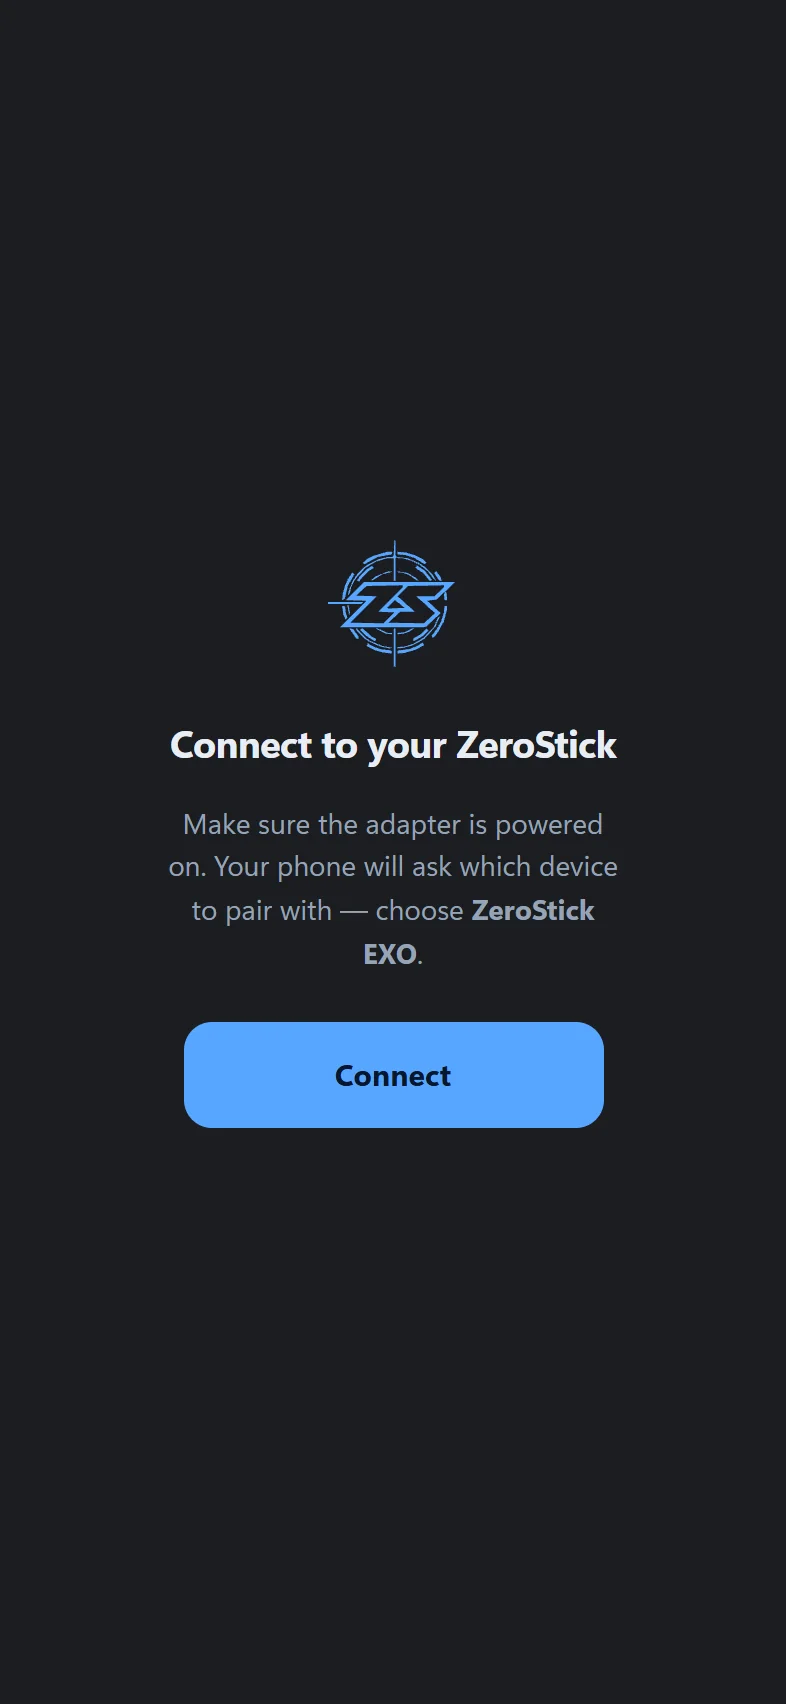 ZS
Connect to your ZeroStick
Make sure the adapter is powered
on. Your phone will ask which device
to pair with — choose ZeroStick
EXO.
Connect